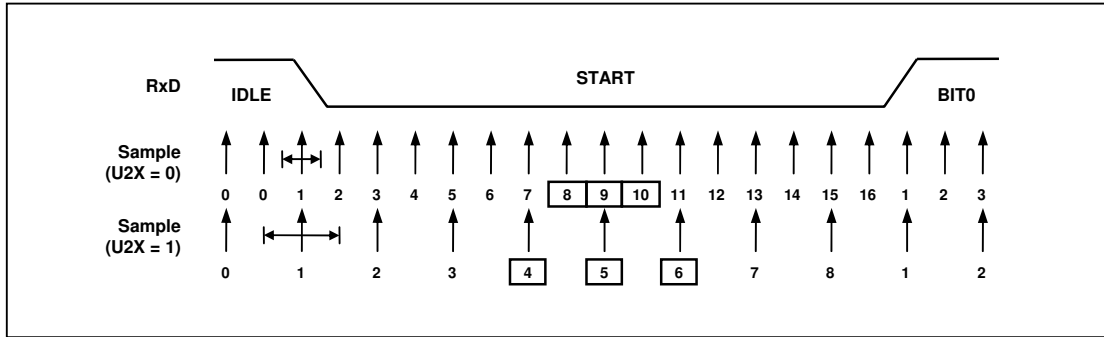 RxD
IDLE
START
BIT0
Sample
(U2X = 0)
0 0 1 2 3 4 5 6 7 8 9 10 11 12 13 14 15 16 1 2 3
Sample
(U2X = 1)
0 1 2 3 4 5 6 7 8 1 2